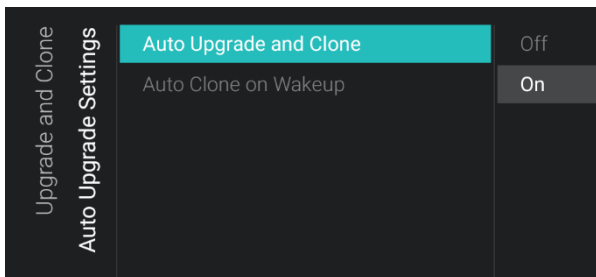 Upgrade and Clone
Auto Upgrade Settings
Auto Upgrade and Clone
Auto Clone on Wakeup
Off
On